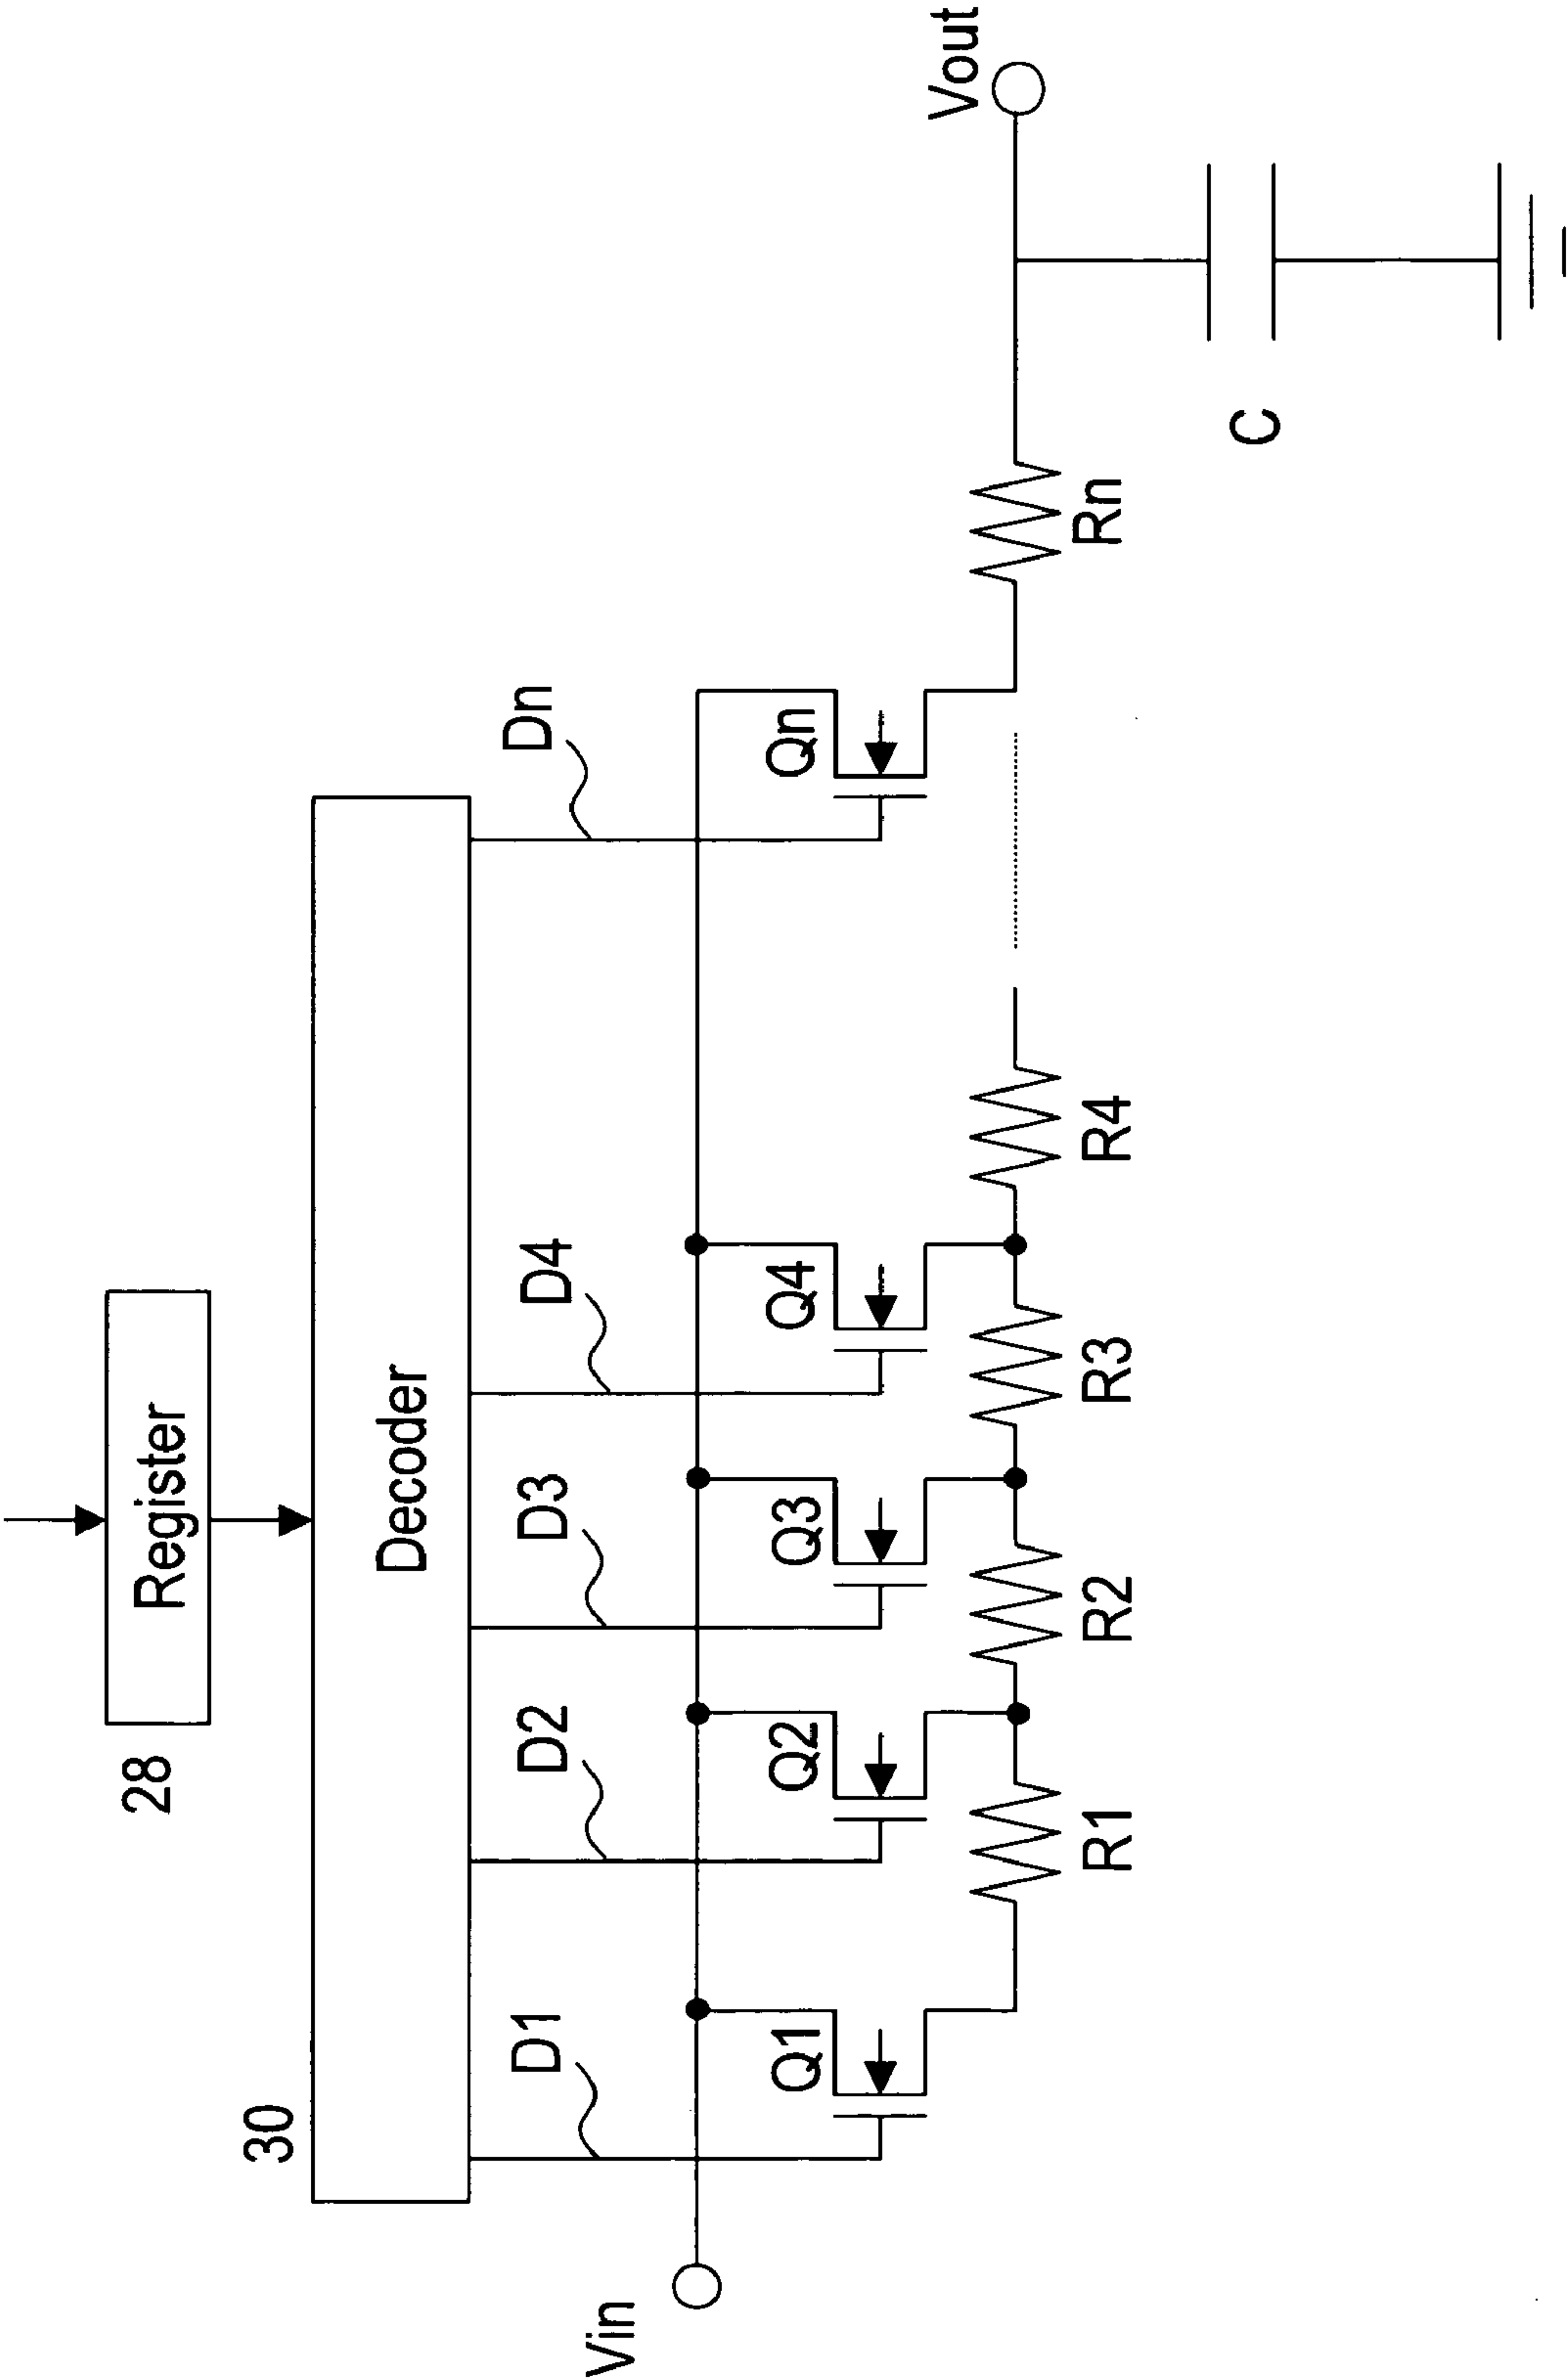 Register
28
30
Decoder
D1
D2
D3
D4
Dn
Vin
Q1
Q2
Q3
Q4
Qn
Vout
R1
R2
R3
R4
Rn
C